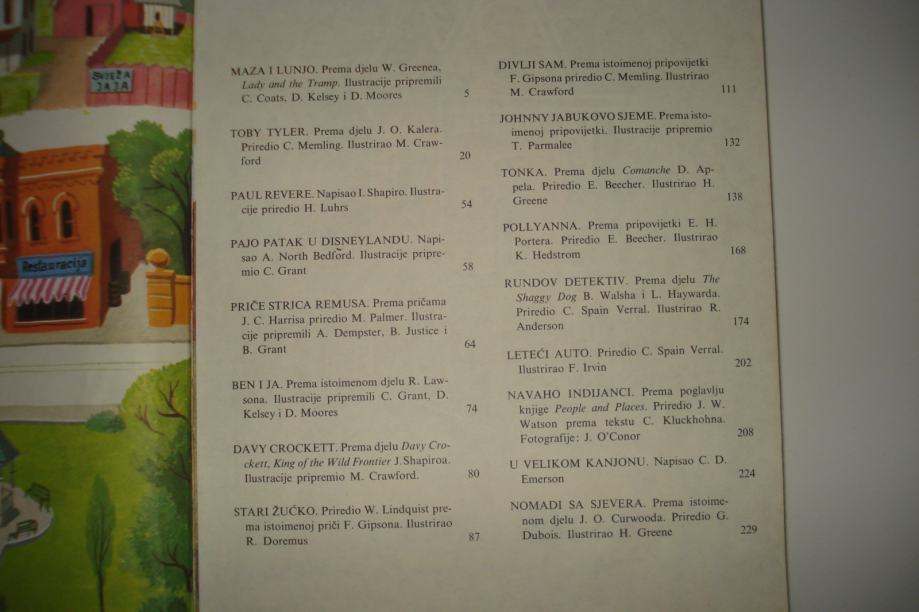 SVJEŽA
JAJA
Restauracija
MAZA I LUNJO. Prema djelu W. Greenea,
Lady and the Tramp. Ilustracije pripremili
C. Coats, D. Kelsey i D. Moores 5
TOBY TYLER. Prema djelu J. O. Kalera.
Priredio C. Memling. Ilustrirao M. Craw-
ford 20
PAUL REVERE. Napisao I. Shapiro. Ilustra-
cije priredio H. Luhrs 54
PAJO PATAK U DISNEYLANDU. Napi-
sao A. North Bedford. Ilustracije pripre-
mio C. Grant 58
PRIČE STRICA REMUSA. Prema pričama
J. C. Harrisa priredio M. Palmer. Ilustra-
cije pripremili A. Dempster, B. Justice i
B. Grant 64
BEN I JA. Prema istoimenom djelu R. Law-
sona. Ilustracije pripremili C. Grant, D.
Kelsey i D. Moores 74
DAVY CROCKETT. Prema djelu Davy Cro-
ckett, King of the Wild Frontier J. Shapiroa.
Ilustracije pripremio M. Crawford. 80
STARI ŽUĆKO. Priredio W. Lindquist pre-
ma istoimenoj priči F. Gipsona. Ilustrirao
R. Doremus 87
DIVLJI SAM. Prema istoimenoj pripovijetki
F. Gipsona priredio C. Memling. Ilustrirao
M. Crawford 111
JOHNNY JABUKOVO SJEME. Prema isto-
imenoj pripovijetki. Ilustracije pripremio
T. Parmalee 132
TONKA. Prema djelu Comanche D. Ap-
pela. Priredio E. Beecher. Ilustrirao H.
Greene 138
POLLYANNA. Prema pripovijetki E. H.
Portera. Priredio E. Beecher. Ilustrirao
K. Hedstrom 168
RUNDOV DETEKTIV. Prema djelu The
Shaggy Dog B. Walsha i L. Haywarda.
Priredio C. Spain Verral. Ilustrirao R.
Anderson 174
LETEĆI AUTO. Priredio C. Spain Verral.
Ilustrirao F. Irvin 202
NAVAHO INDIJANCI. Prema poglavlju
knjige People and Places. Priredio J. W.
Watson prema tekstu C. Kluckhohna.
Fotografije: J. O'Conor 208
U VELIKOM KANJONU. Napisao C. D.
Emerson 224
NOMADI SA SJEVERA. Prema istoime-
nom djelu J. O. Curwooda. Priredio G.
Dubois. Ilustrirao H. Greene 229